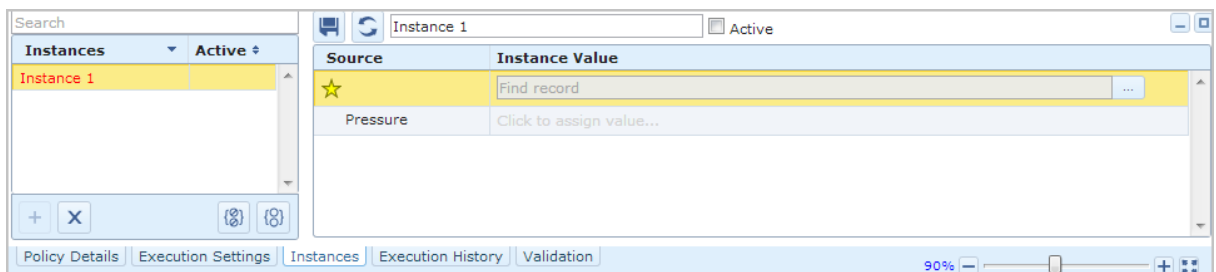 Search
Instances Active
Instance 1
Instance 1 Active
Source Instance Value
Find record ...
Pressure Click to assign value...
Policy Details Execution Settings Instances Execution History Validation
90%